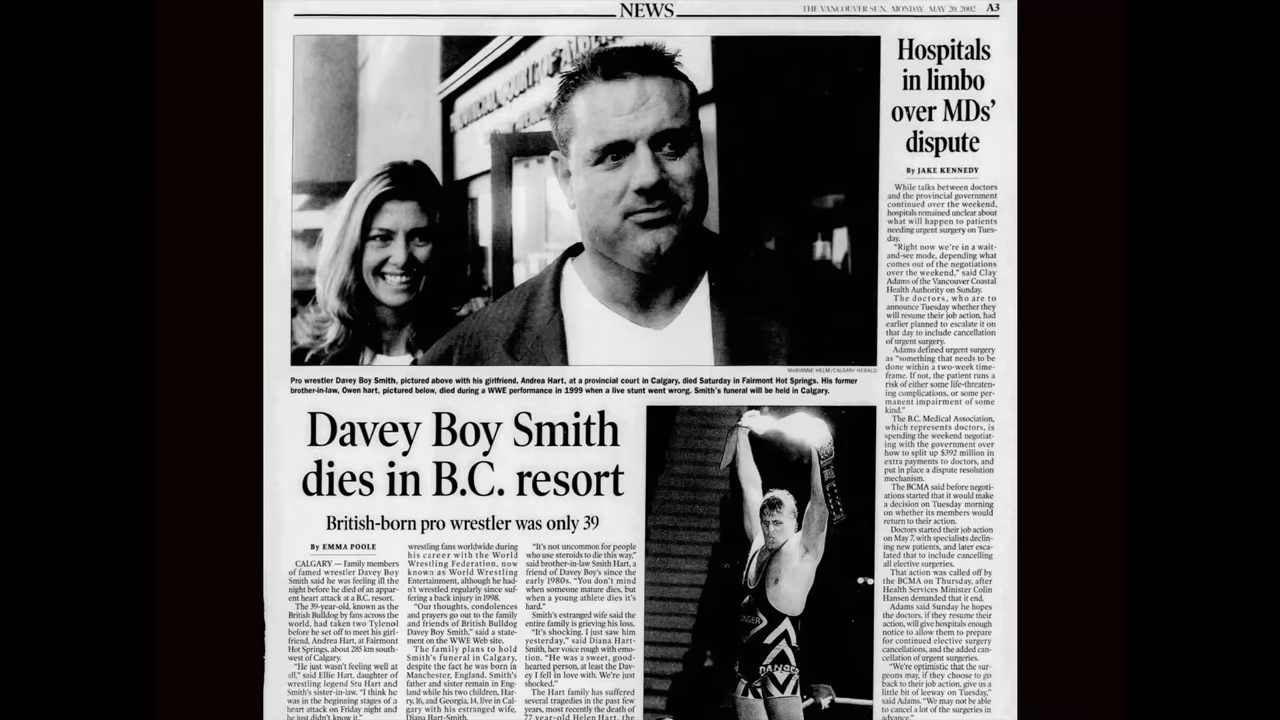 NEWS
THE VANCOUVER SUN, MONDAY, MAY 20, 2002 A3
MARIANNE HELM/CALGARY HERALD
Pro wrestler Davey Boy Smith, pictured above with his girlfriend, Andrea Hart, at a provincial court in Calgary, died Saturday in Fairmont Hot Springs. His former
brother-in-law, Owen hart, pictured below, died during a WWE performance in 1999 when a live stunt went wrong. Smith's funeral will be held in Calgary.
Davey Boy Smith
dies in B.C. resort
British-born pro wrestler was only 39
By EMMA POOLE
CALGARY — Family members
of famed wrestler Davey Boy
Smith said he was feeling ill the
night before he died of an appar-
ent heart attack at a B.C. resort.
The 39-year-old, known as the
British Bulldog by fans across the
world, had taken two Tylenol
before he set off to meet his girl-
friend, Andrea Hart, at Fairmont
Hot Springs, about 285 km south-
west of Calgary.
"He just wasn't feeling well at
all," said Ellie Hart, daughter of
wrestling legend Stu Hart and
Smith's sister-in-law. "I think he
was in the beginning stages of a
heart attack on Friday night and
he just didn't know it."
wrestling fans worldwide during
his career with the World
Wrestling Federation, now
known as World Wrestling
Entertainment, although he had-
n't wrestled regularly since suf-
fering a back injury in 1998.
"Our thoughts, condolences
and prayers go out to the family
and friends of British Bulldog
Davey Boy Smith," said a state-
ment on the WWE Web site.
The family plans to hold
Smith's funeral in Calgary,
despite the fact he was born in
Manchester, England. Smith's
father and sister remain in Eng-
land while his two children, Har-
ry, 16, and Georgia, 14, live in Cal-
gary with his estranged wife,
Diana Hart-Smith.
"It's not uncommon for people
who use steroids to die this way,"
said brother-in-law Smith Hart, a
friend of Davey Boy's since the
early 1980s. "You don't mind
when someone mature dies, but
when a young athlete dies it's
hard."
Smith's estranged wife said the
entire family is grieving his loss.
"It's shocking. I just saw him
yesterday," said Diana Hart-
Smith, her voice rough with emo-
tion. "He was a sweet, good-
hearted person, at least the Dav-
ey I fell in love with. We're just
shocked."
The Hart family has suffered
several tragedies in the past few
years, most recently the death of
77 year-old Helen Hart, the
DANGER
Hospitals
in limbo
over MDs'
dispute
By JAKE KENNEDY
While talks between doctors
and the provincial government
continued over the weekend,
hospitals remained unclear about
what will happen to patients
needing urgent surgery on Tues-
day.
"Right now we're in a wait-
and-see mode, depending what
comes out of the negotiations
over the weekend," said Clay
Adams of the Vancouver Coastal
Health Authority on Sunday.
The doctors, who are to
announce Tuesday whether they
will resume their job action, had
earlier planned to escalate it on
that day to include cancellation
of urgent surgery.
Adams defined urgent surgery
as "something that needs to be
done within a two-week time-
frame. If not, the patient runs a
risk of either some life-threaten-
ing complications, or some per-
manent impairment of some
kind."
The B.C. Medical Association,
which represents doctors, is
spending the weekend negotiat-
ing with the government over
how to split up $392 million in
extra payments to doctors, and
put in place a dispute resolution
mechanism.
The BCMA said before negoti-
ations started that it would make
a decision on Tuesday morning
on whether its members would
return to their action.
Doctors started their job action
on May 7, with specialists declin-
ing new patients, and later esca-
lated that to include cancelling
all elective surgeries.
That action was called off by
the BCMA on Thursday, after
Health Services Minister Colin
Hansen demanded that it end.
Adams said Sunday he hopes
the doctors, if they resume their
action, will give hospitals enough
notice to allow them to prepare
for continued elective surgery
cancellations, and the added can-
cellation of urgent surgeries.
"We're optimistic that the sur-
geons may, if they choose to go
back to their job action, give us a
little bit of leeway on Tuesday,"
said Adams. "We may not be able
to cancel a lot of the surgeries in
advance."